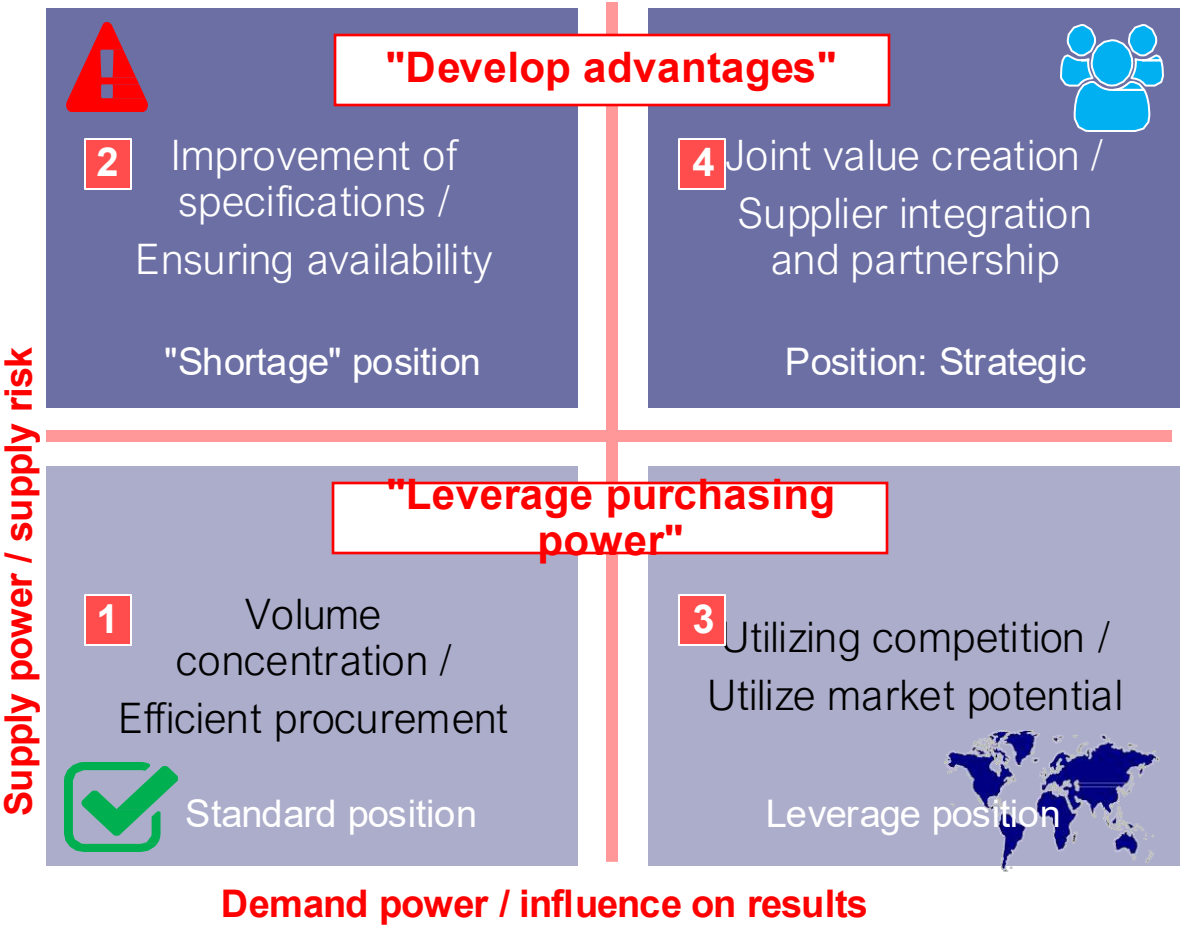 "Develop advantages"
2
Improvement of
specifications /
Ensuring availability
"Shortage" position
4
Joint value creation /
Supplier integration
and partnership
Position: Strategic
Supply power / supply risk
"Leverage purchasing
power"
1
Volume
concentration /
Efficient procurement
Standard position
3
Utilizing competition /
Utilize market potential
Leverage position
Demand power / influence on results